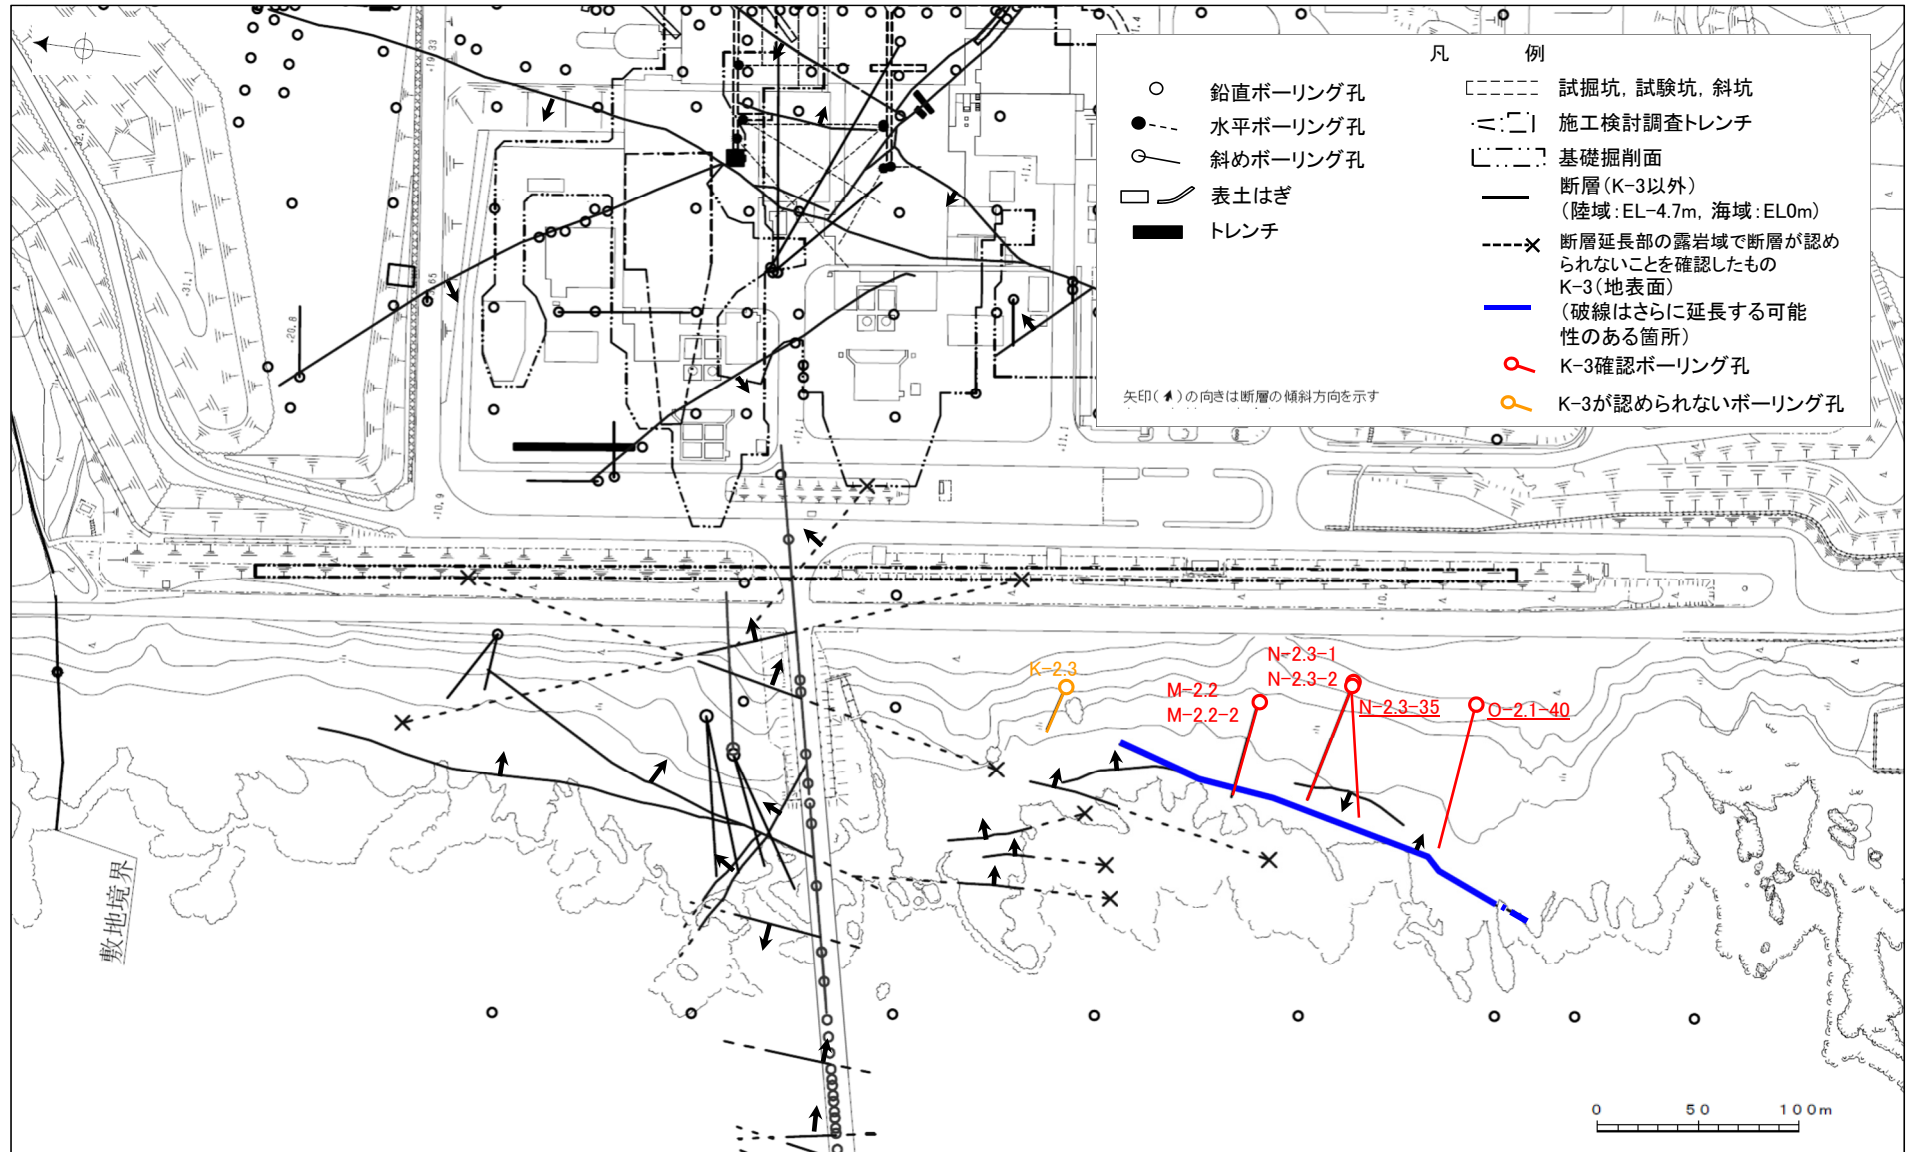 凡 例
鉛直ボーリング孔
水平ボーリング孔
斜めボーリング孔
表土はぎ
トレンチ
矢印( )の向きは断層の傾斜方向を示す
試掘坑，試験坑，斜坑
施工検討調査トレンチ
基礎掘削面
断層(K-3以外)
(陸域:EL-4.7m, 海域:EL0m)
断層延長部の露岩域で断層が認め
られないことを確認したもの
K-3(地表面)
(破線はさらに延長する可能
性のある箇所)
K-3確認ボーリング孔
K-3が認められないボーリング孔
K-2.3
M-2.2
M-2.2-2
N-2.3-1
N-2.3-2
N-2.3-35
O-2.1-40
敷地境界
0 50 100m